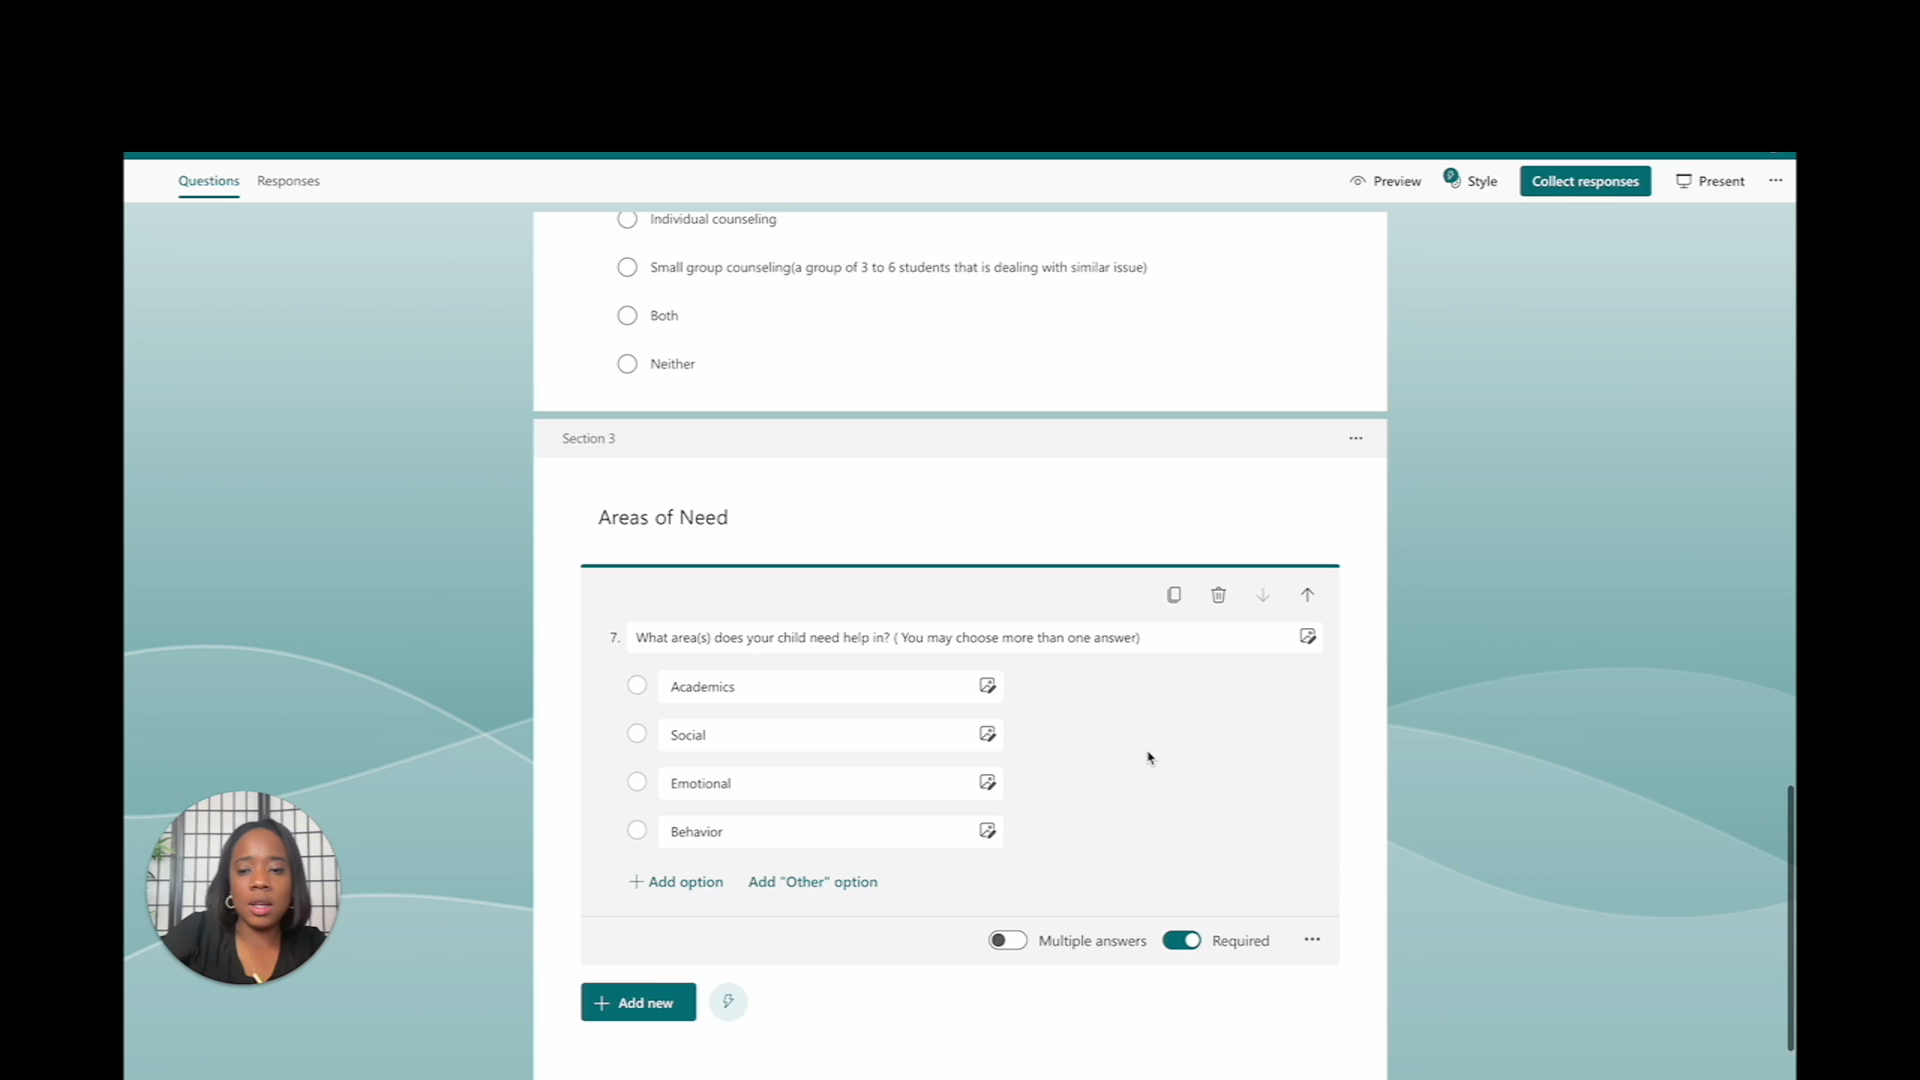 Questions Responses Preview Style Collect responses Present
Individual counseling
Small group counseling(a group of 3 to 6 students that is dealing with similar issue)
Both
Neither
Section 3
Areas of Need
7. What area(s) does your child need help in? ( You may choose more than one answer)
Academics
Social
Emotional
Behavior
Add option Add "Other" option
Multiple answers Required
Add new